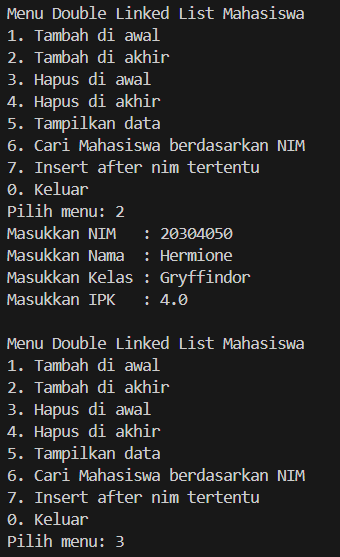 Menu Double Linked List Mahasiswa
1. Tambah di awal
2. Tambah di akhir
3. Hapus di awal
4. Hapus di akhir
5. Tampilkan data
6. Cari Mahasiswa berdasarkan NIM
7. Insert after nim tertentu
0. Keluar
Pilih menu: 2
Masukkan NIM   : 20304050
Masukkan Nama  : Hermione
Masukkan Kelas : Gryffindor
Masukkan IPK   : 4.0

Menu Double Linked List Mahasiswa
1. Tambah di awal
2. Tambah di akhir
3. Hapus di awal
4. Hapus di akhir
5. Tampilkan data
6. Cari Mahasiswa berdasarkan NIM
7. Insert after nim tertentu
0. Keluar
Pilih menu: 3